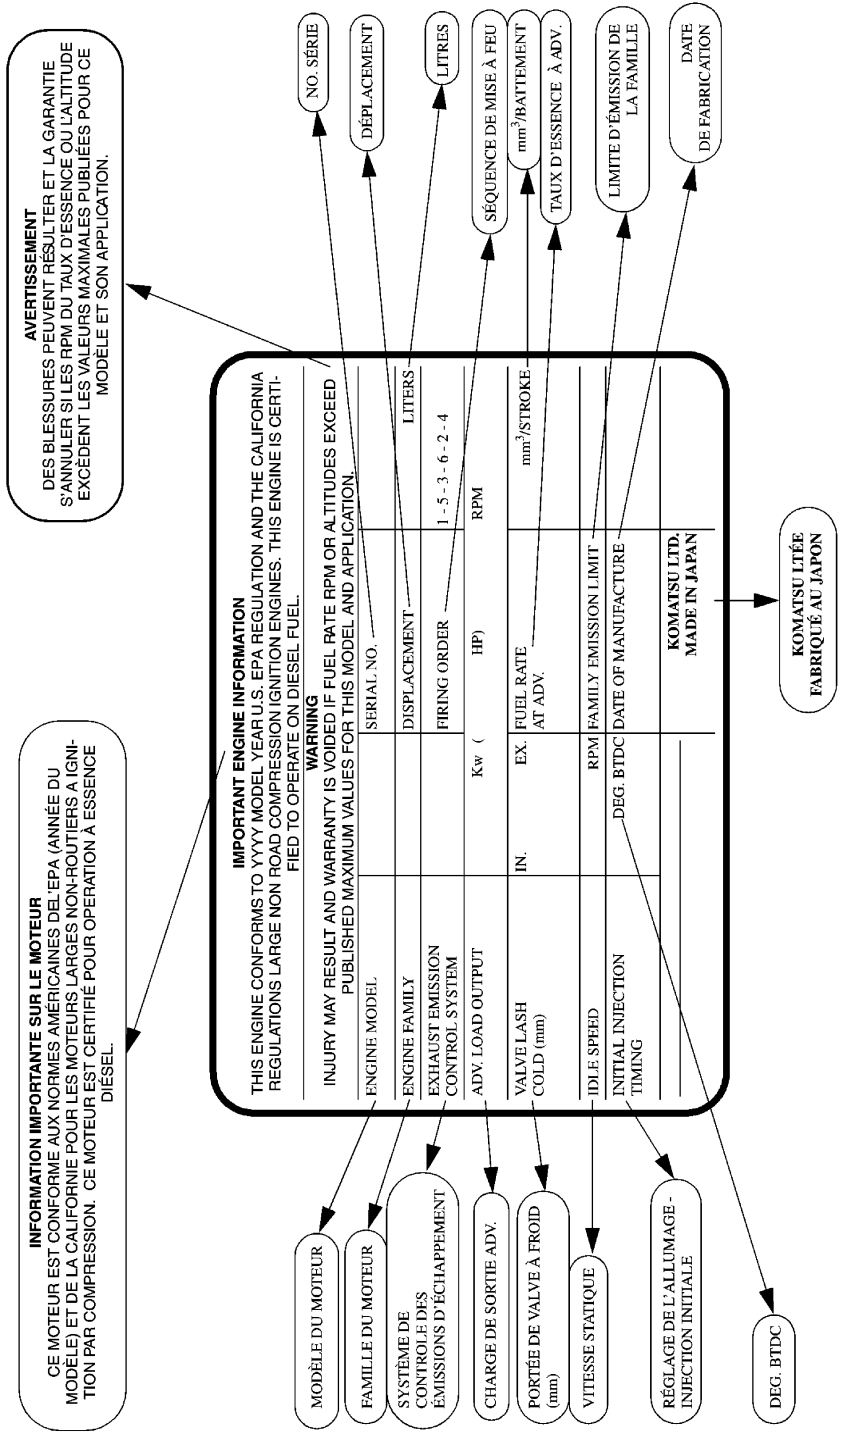 INFORMATION IMPORTANTE SUR LE MOTEUR
CE MOTEUR EST CONFORME AUX NORMES AMÉRICAINES DEL'EPA (ANNÉE DU
MODÈLE) ET DE LA CALIFORNIE POUR LES MOTEURS LARGES NON-ROUTIERS A IGNI-
TION PAR COMPRESSION. CE MOTEUR EST CERTIFIÉ POUR OPERATION À ESSENCE
DIÉSEL.
AVERTISSEMENT
DES BLESSURES PEUVENT RÉSULTER ET LA GARANTIE
S'ANNULER SI LES RPM DU TAUX D'ESSENCE OU L'ALTITUDE
EXCÈDENT LES VALEURS MAXIMALES PUBLIÉES POUR CE
MODÈLE ET SON APPLICATION.
IMPORTANT ENGINE INFORMATION
THIS ENGINE CONFORMS TO YYYY MODEL YEAR U.S. EPA REGULATION AND THE CALIFORNIA
REGULATIONS LARGE NON ROAD COMPRESSION IGNITION ENGINES. THIS ENGINE IS CERTI-
FIED TO OPERATE ON DIESEL FUEL.
WARNING
INJURY MAY RESULT AND WARRANTY IS VOIDED IF FUEL RATE RPM OR ALTITUDES EXCEED
PUBLISHED MAXIMUM VALUES FOR THIS MODEL AND APPLICATION.
ENGINE MODEL
SERIAL NO.
ENGINE FAMILY
DISPLACEMENT
LITERS
EXHAUST EMISSION
CONTROL SYSTEM
FIRING ORDER
1 - 5 - 3 - 6 - 2 - 4
ADV. LOAD OUTPUT
Kw (
HP)
RPM
VALVE LASH
COLD (mm)
IN.
EX.
FUEL RATE
AT ADV.
mm³/STROKE
IDLE SPEED
RPM
FAMILY EMISSION LIMIT
INITIAL INJECTION
TIMING
DEG. BTDC
DATE OF MANUFACTURE
KOMATSU LTD.
MADE IN JAPAN
MODÈLE DU MOTEUR
FAMILLE DU MOTEUR
SYSTÈME DE
CONTROLE DES
ÉMISSIONS D'ÉCHAPPEMENT
CHARGE DE SORTIE ADV.
PORTÉE DE VALVE À FROID
(mm)
VITESSE STATIQUE
RÉGLAGE DE L'ALLUMAGE -
INJECTION INITIALE
DEG. BTDC
NO. SÉRIE
DÉPLACEMENT
LITRES
SÉQUENCE DE MISE À FEU
mm³/BATTEMENT
TAUX D'ESSENCE À ADV.
LIMITE D'ÉMISSION DE
LA FAMILLE
DATE
DE FABRICATION
KOMATSU LTÉE
FABRIQUÉ AU JAPON